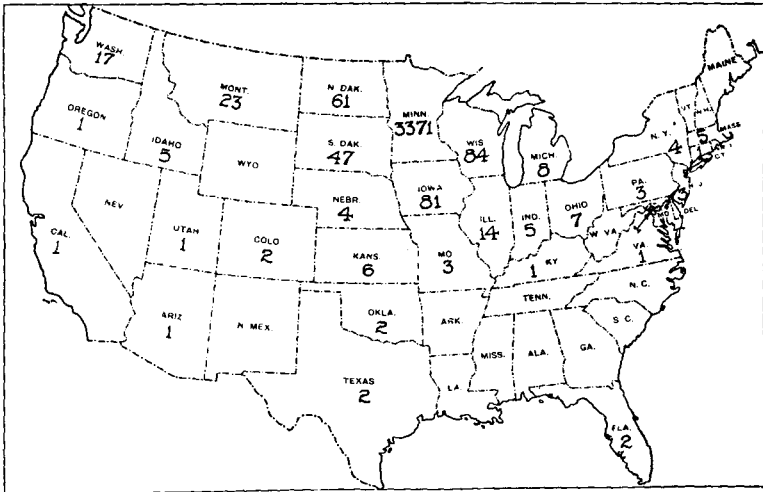 WASH.
17
OREGON
1
CAL.
1
NEV.
IDAHO
5
MONT.
23
WYO
UTAH
1
ARIZ
1
COLO
2
N. MEX.
N DAK.
61
S. DAK.
47
NEBR.
4
KANS.
6
OKLA.
2
TEXAS
2
MINN
3371
IOWA
81
MO
3
ARK.
LA.
WIS
84
ILL.
14
MICH.
8
IND.
5
OHIO
7
1 KY
TENN.
MISS.
ALA.
GA.
FLA.
2
S. C.
N. C.
VA.
1
W VA.
PA.
3
N. Y.
4
VT.
N.H.
MAINE
MASS
5
DEL